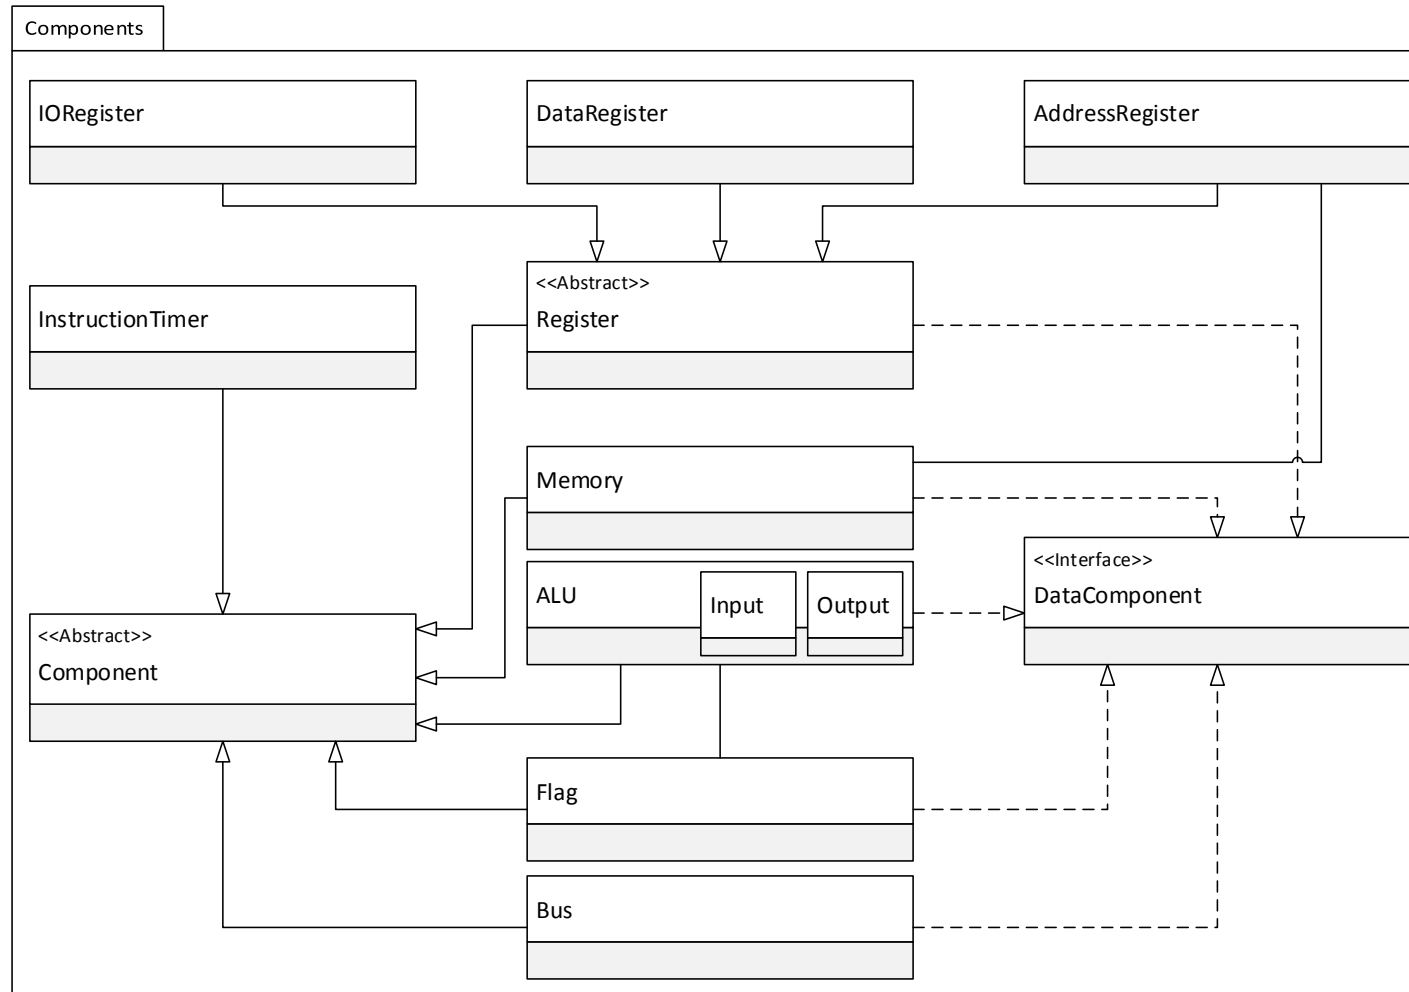 Components
IORegister
DataRegister
AddressRegister
<<Abstract>>
Register
InstructionTimer
Memory
<<Interface>>
DataComponent
ALU
Input
Output
<<Abstract>>
Component
Flag
Bus